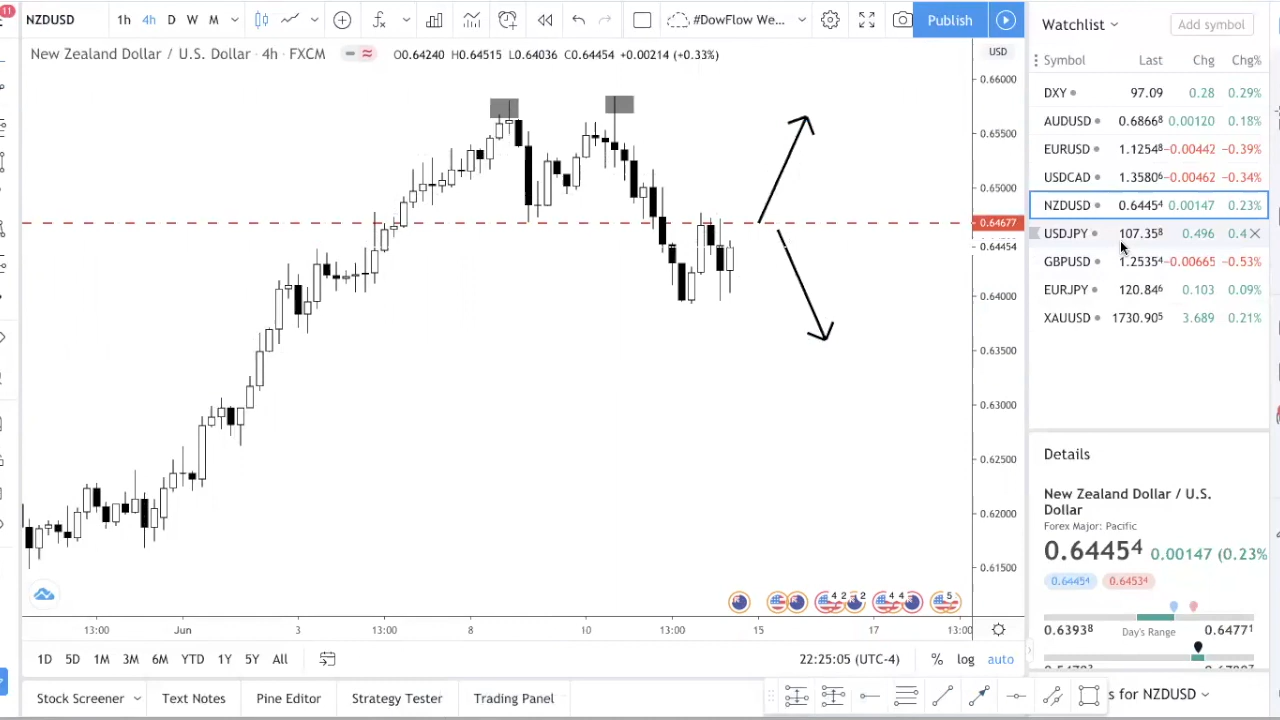 11
NZDUSD 1h 4h D W M #DowFlow We... Publish
New Zealand Dollar / U.S. Dollar · 4h · FXCM O0.64240 H0.64515 L0.64036 C0.64454 +0.00214 (+0.33%)
USD
0.66000
0.65500
0.65000
0.64677
0.64454
0.64000
0.63500
0.63000
0.62500
0.62000
0.61500
4 2 2 4 4 5
13:00 Jun 3 13:00 8 10 13:00 15 17 13:00
1D 5D 1M 3M 6M YTD 1Y 5Y All 22:25:05 (UTC-4) % log auto
Stock Screener Text Notes Pine Editor Strategy Tester Trading Panel
Watchlist Add symbol
Symbol Last Chg Chg%
DXY 97.09 0.28 0.29%
AUDUSD 0.68668 0.00120 0.18%
EURUSD 1.12548 −0.00442 −0.39%
USDCAD 1.35806 −0.00462 −0.34%
NZDUSD 0.64454 0.00147 0.23%
USDJPY 107.358 0.496 0.4
GBPUSD 1.25354 −0.00665 −0.53%
EURJPY 120.846 0.103 0.09%
XAUUSD 1730.905 3.689 0.21%
Details
New Zealand Dollar / U.S.
Dollar
Forex Major: Pacific
0.64454 0.00147 (0.23%
0.64454 0.64534
0.63938 Day's Range 0.64771
s for NZDUSD